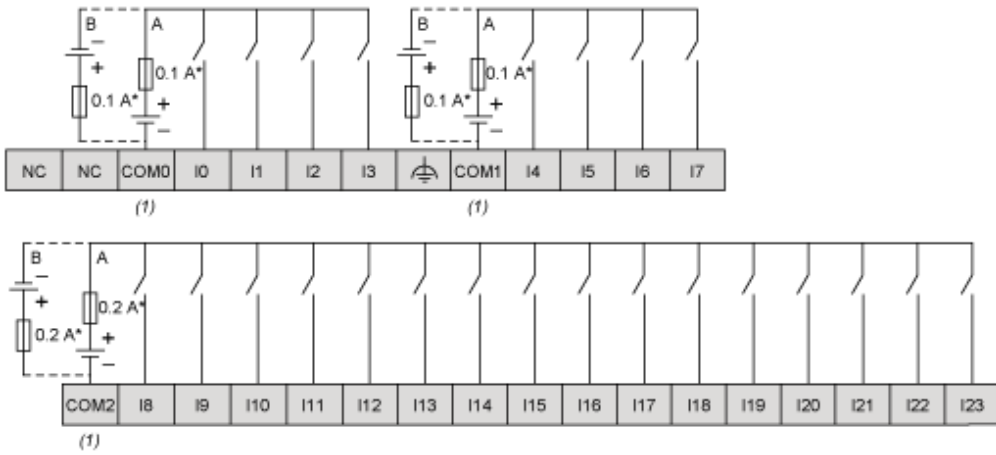 B A B A
0.1 A* 0.1 A*
0.1 A* 0.1 A*
NC NC COM0 I0 I1 I2 I3 COM1 I4 I5 I6 I7
(1) (1)
B A
0.2 A*
0.2 A*
COM2 I8 I9 I10 I11 I12 I13 I14 I15 I16 I17 I18 I19 I20 I21 I22 I23
(1)